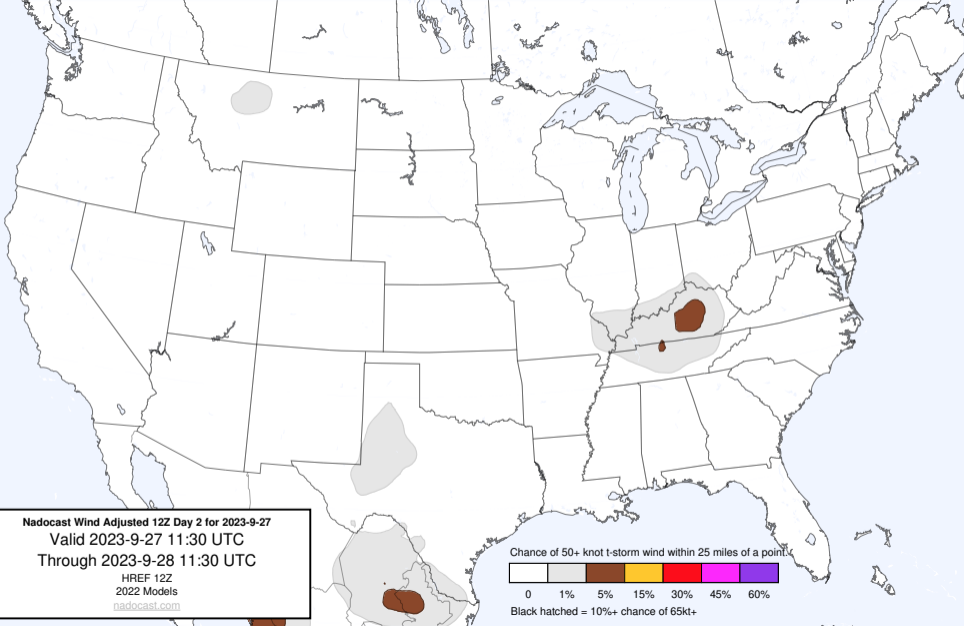 Nadocast Wind Adjusted 12Z Day 2 for 2023-9-27
Valid 2023-9-27 11:30 UTC
Through 2023-9-28 11:30 UTC
HREF 12Z
2022 Models
nadocast.com
Chance of 50+ knot t-storm wind within 25 miles of a point.
0 1% 5% 15% 30% 45% 60%
Black hatched = 10%+ chance of 65kt+